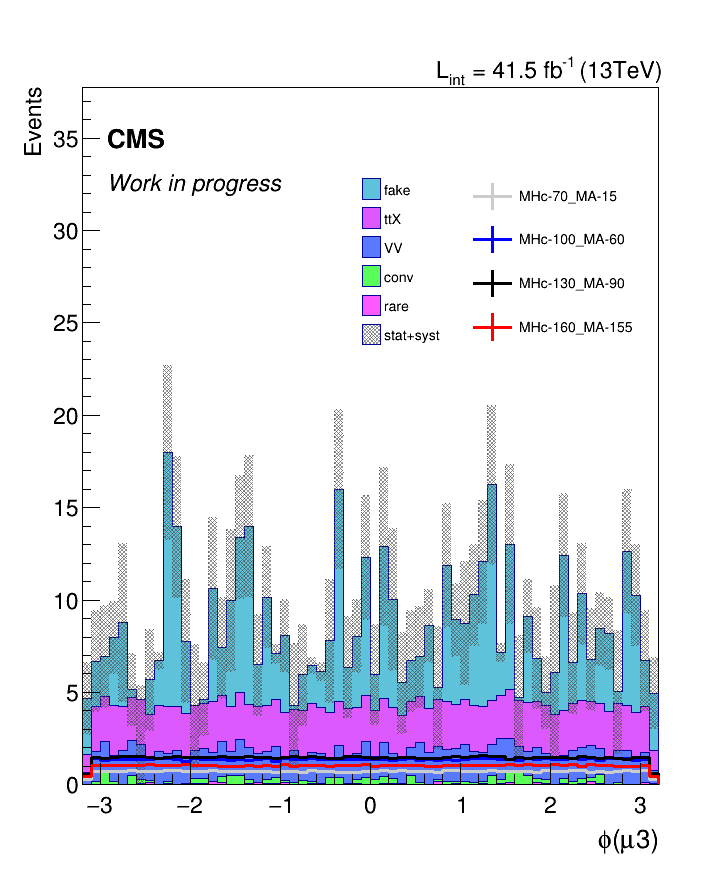 L_int = 41.5 fb^-1 (13TeV)
Events
CMS
Work in progress
fake
ttX
VV
conv
rare
stat+syst
MHc-70_MA-15
MHc-100_MA-60
MHc-130_MA-90
MHc-160_MA-155
35
30
25
20
15
10
5
0
−3 −2 −1 0 1 2 3
ϕ(μ3)